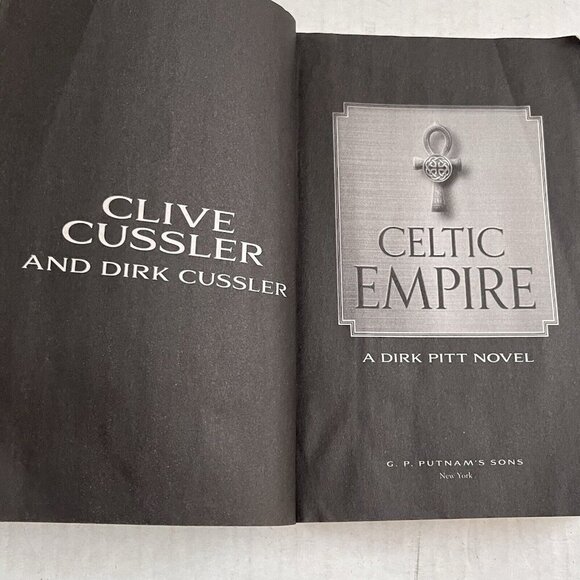 CLIVE
CUSSLER
AND DIRK CUSSLER
CELTIC
EMPIRE
A DIRK PITT NOVEL
G. P. PUTNAM'S SONS
New York